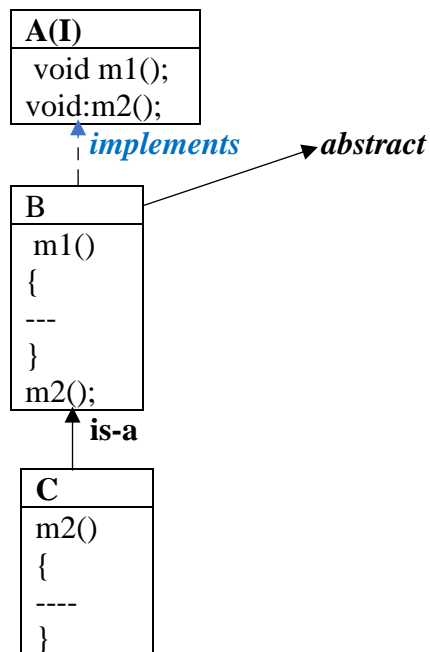 A(I)
void m1();
void:m2();
implements
abstract
B
m1()
{
---
}
m2();
is-a
C
m2()
{
----
}